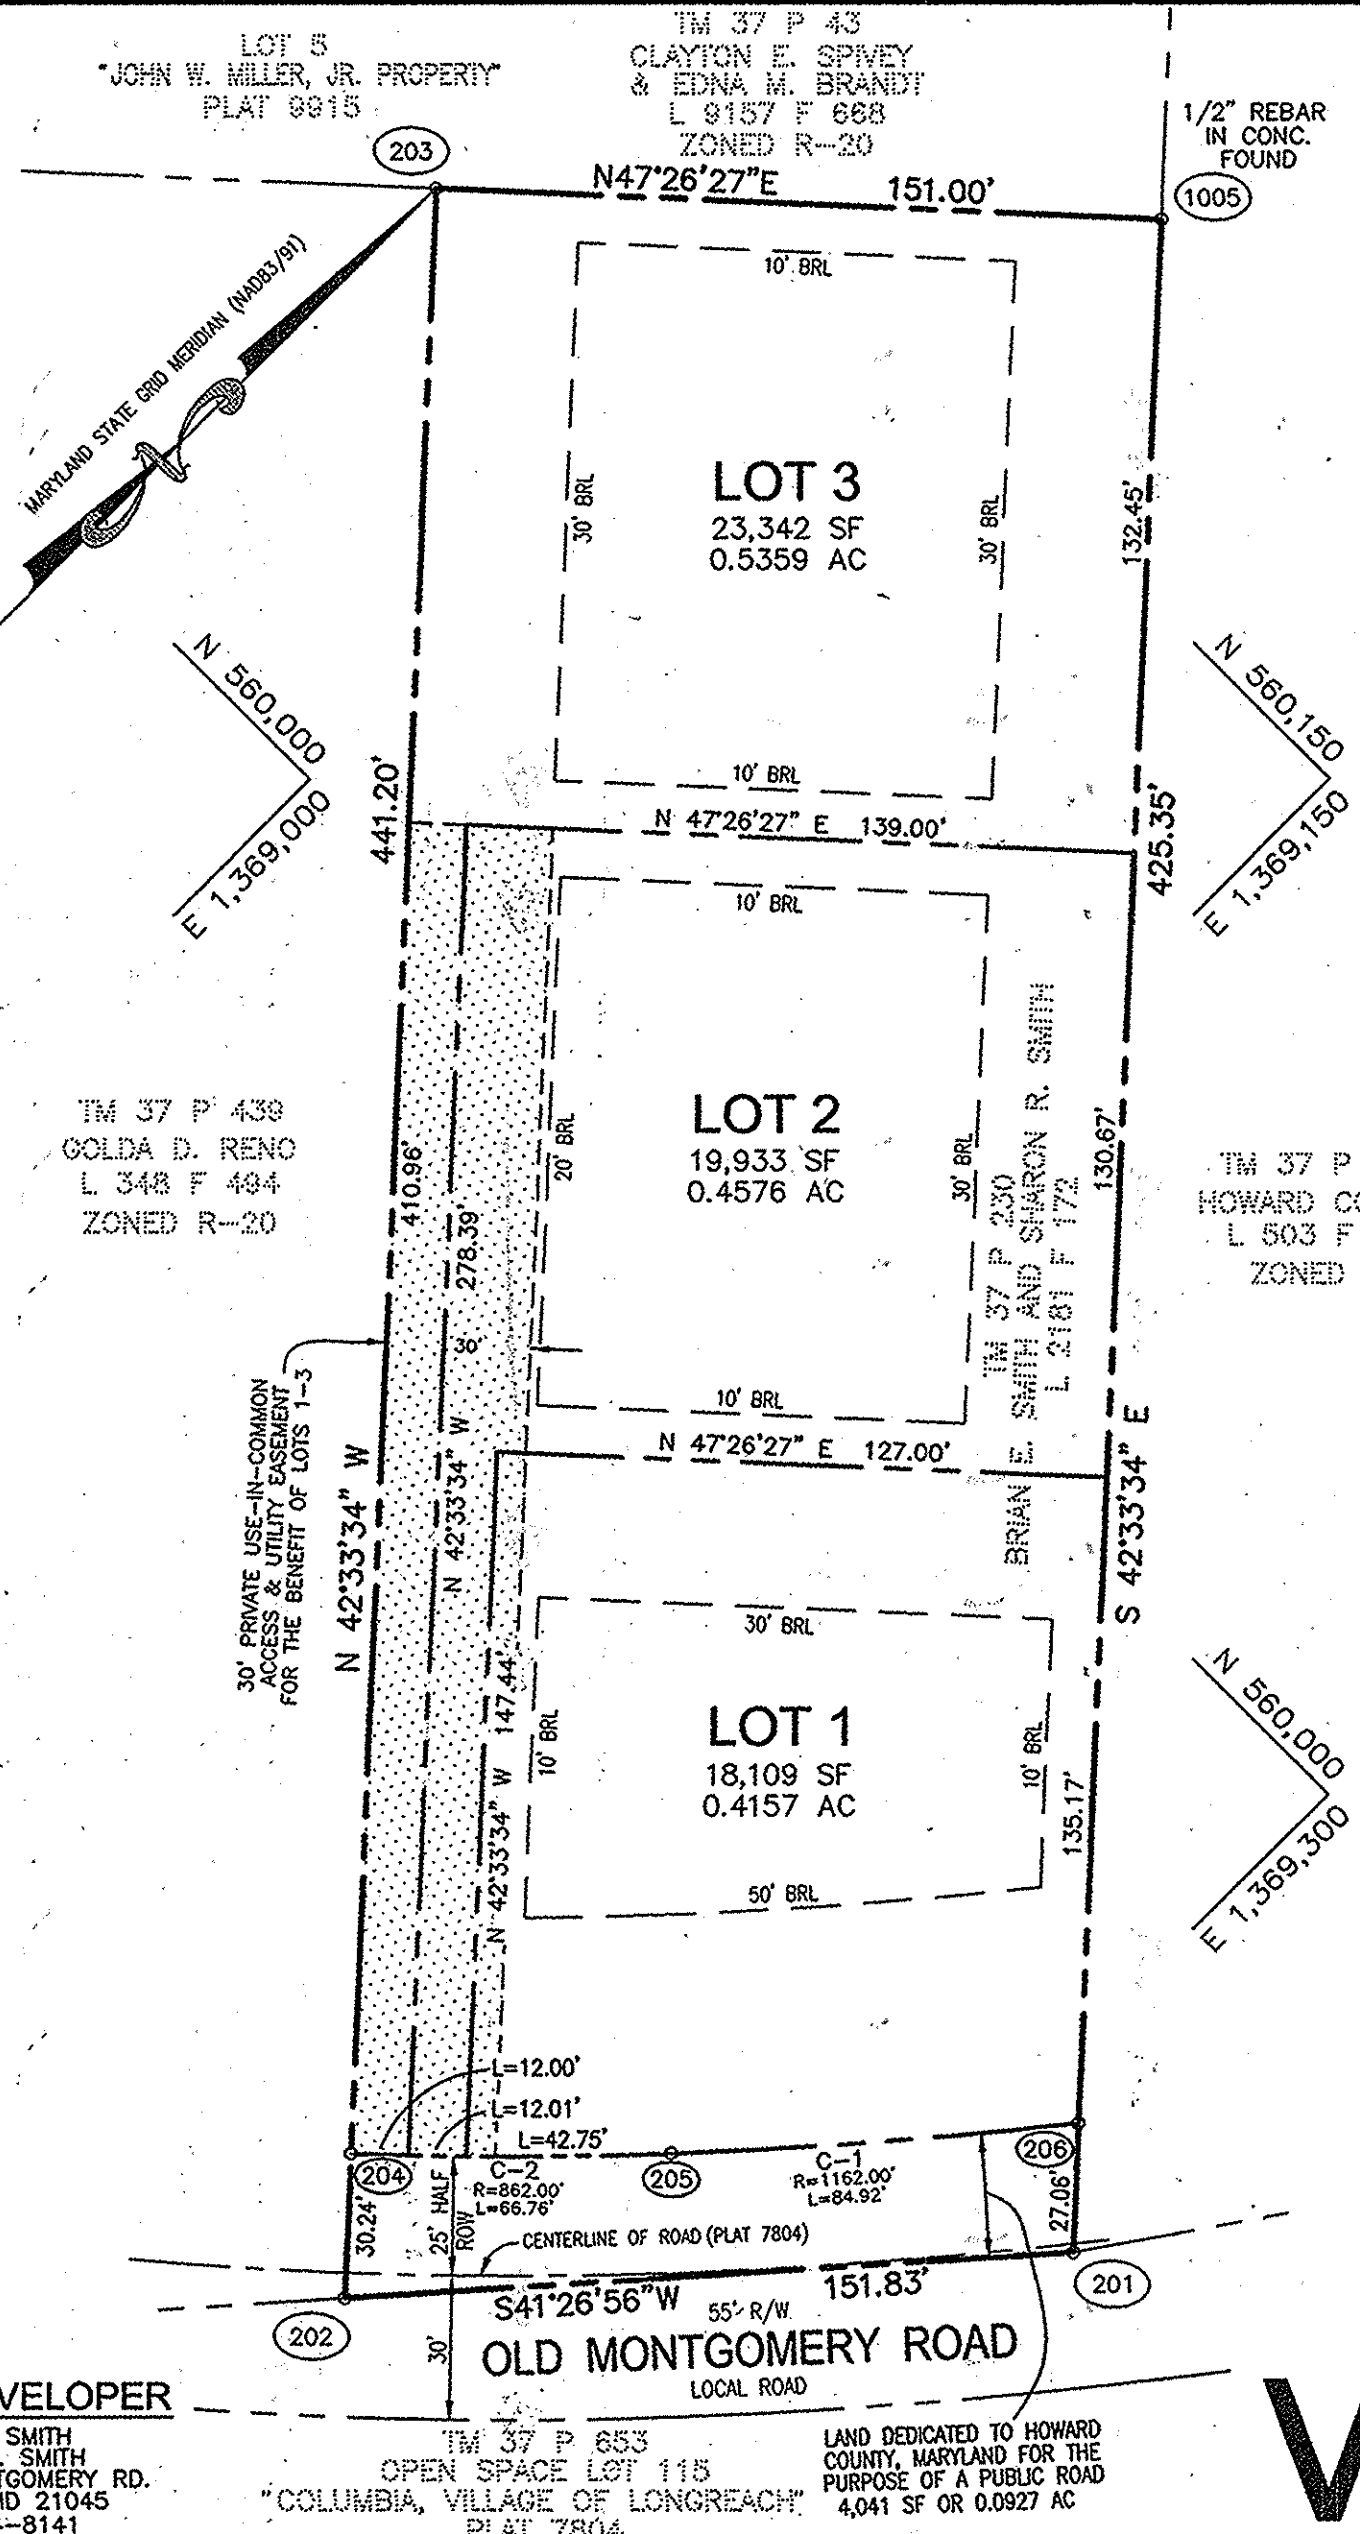 LOT 5
"JOHN W. MILLER, JR. PROPERTY"
PLAT 9915
TM 37 P 43
CLAYTON E. SPIVEY
& EDNA M. BRANDT
L 9157 F 668
ZONED R-20
1/2" REBAR
IN CONC.
FOUND
203
N47°26'27"E 151.00'
1005
MARYLAND STATE GRID MERIDIAN (NAD83/91)
10' BRL
30' BRL
LOT 3
23,342 SF
0.5359 AC
30' BRL
132.45'
10' BRL
N 560,000
E 1,369,000
N 560,150
E 1,369,150
441.20'
425.35'
N 47°26'27" E 139.00'
10' BRL
20' BRL
LOT 2
19,933 SF
0.4576 AC
30' BRL
TM 37 P 230
BRIAN E. SMITH AND SHARON R. SMITH
L 2181 F 172
130.67'
TM 37 P 439
GOLDA D. RENO
L 348 F 494
ZONED R-20
TM 37 P
HOWARD CO
L 503 F
ZONED
410.96'
278.39'
30'
10' BRL
30' PRIVATE USE-IN-COMMON
ACCESS & UTILITY EASEMENT
FOR THE BENEFIT OF LOTS 1-3
N 42°33'34" W
N 42°33'34" W
N 47°26'27" E 127.00'
S 42°33'34" E
30' BRL
N 42°33'34" W 147.44'
10' BRL
LOT 1
18,109 SF
0.4157 AC
10' BRL
135.17'
50' BRL
N 560,000
E 1,369,300
L=12.00'
L=12.01'
L=42.75'
204
C-2
R=862.00'
L=66.76'
205
C-1
R=1162.00'
L=84.92'
206
30.24'
25' HALF
ROW
27.06'
CENTERLINE OF ROAD (PLAT 7804)
S41°26'56"W 151.83'
201
202
55' R/W
30'
OLD MONTGOMERY ROAD
LOCAL ROAD
VELOPER
SMITH
SMITH
TGOMERY RD.
MD 21045
-8141
TM 37 P 653
OPEN SPACE LOT 115
"COLUMBIA, VILLAGE OF LONGREACH"
PLAT 7804
LAND DEDICATED TO HOWARD
COUNTY, MARYLAND FOR THE
PURPOSE OF A PUBLIC ROAD
4,041 SF OR 0.0927 AC
V